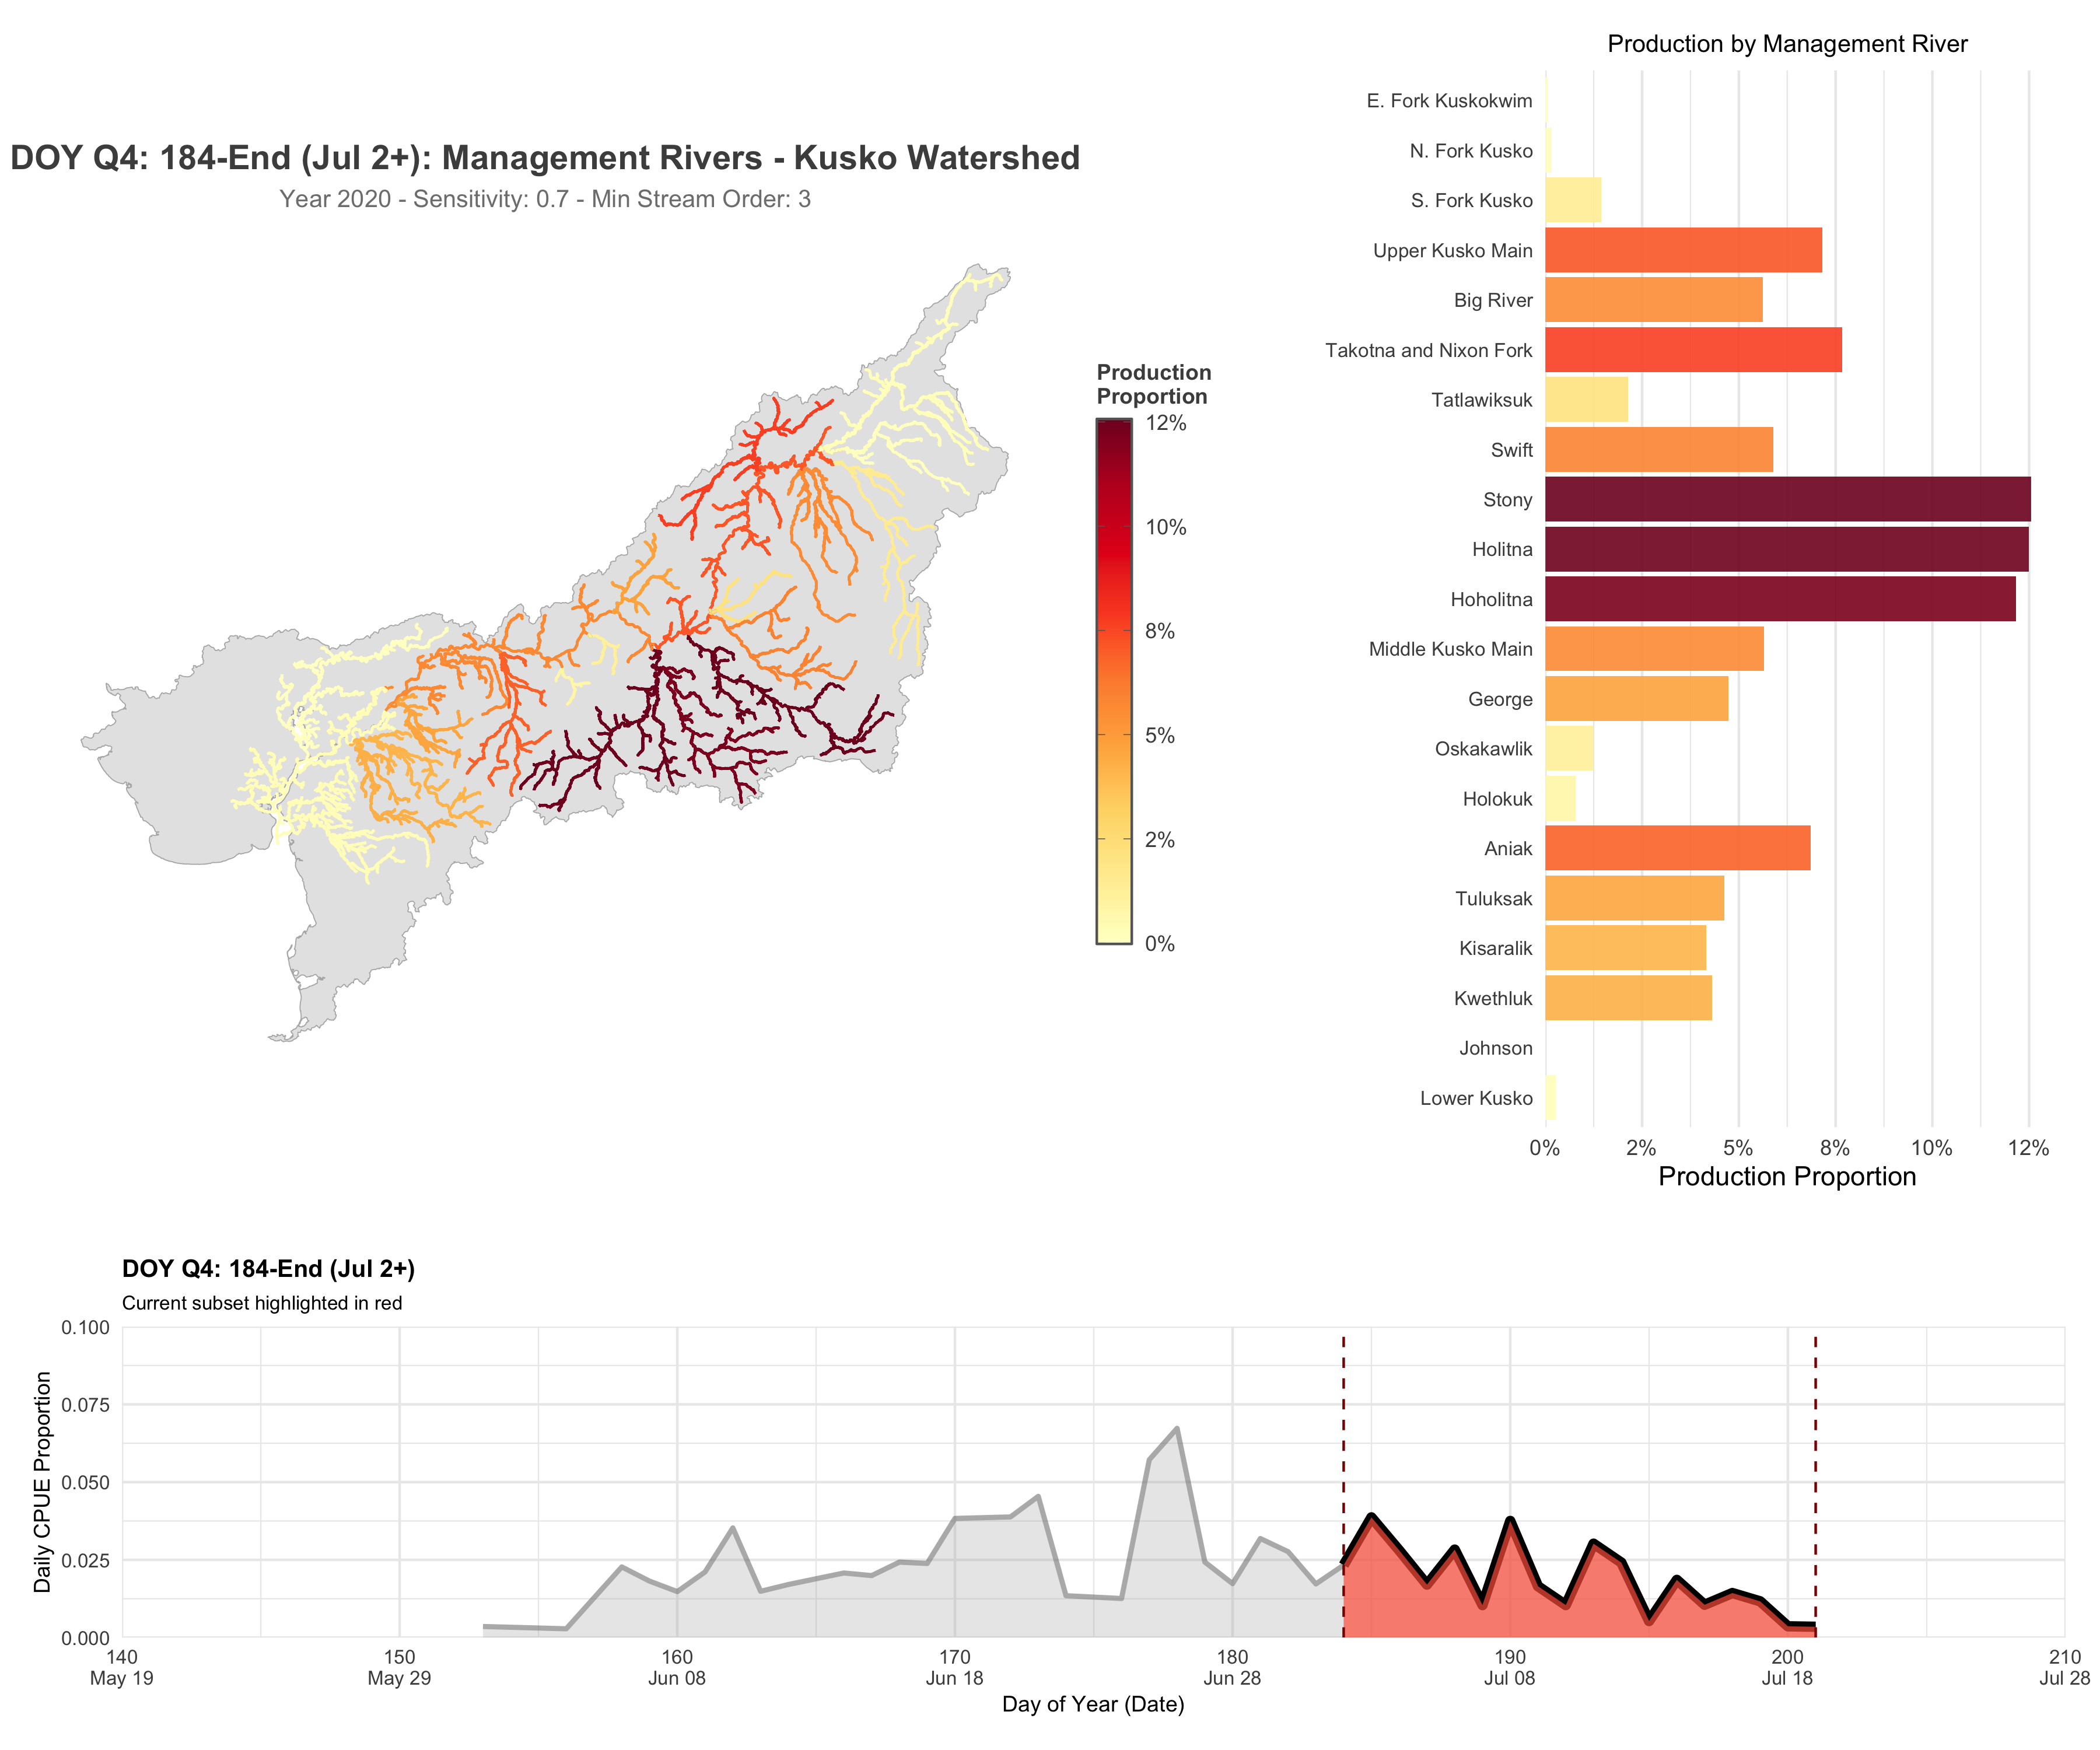 DOY Q4: 184-End (Jul 2+): Management Rivers - Kusko Watershed
Year 2020 - Sensitivity: 0.7 - Min Stream Order: 3
Production
Proportion
12%
10%
8%
5%
2%
0%
Production by Management River
E. Fork Kuskokwim
N. Fork Kusko
S. Fork Kusko
Upper Kusko Main
Big River
Takotna and Nixon Fork
Tatlawiksuk
Swift
Stony
Holitna
Hoholitna
Middle Kusko Main
George
Oskakawlik
Holokuk
Aniak
Tuluksak
Kisaralik
Kwethluk
Johnson
Lower Kusko
0% 2% 5% 8% 10% 12%
Production Proportion
DOY Q4: 184-End (Jul 2+)
Current subset highlighted in red
Daily CPUE Proportion
0.100
0.075
0.050
0.025
0.000
140 150 160 170 180 190 200 210
May 19 May 29 Jun 08 Jun 18 Jun 28 Jul 08 Jul 18 Jul 28
Day of Year (Date)